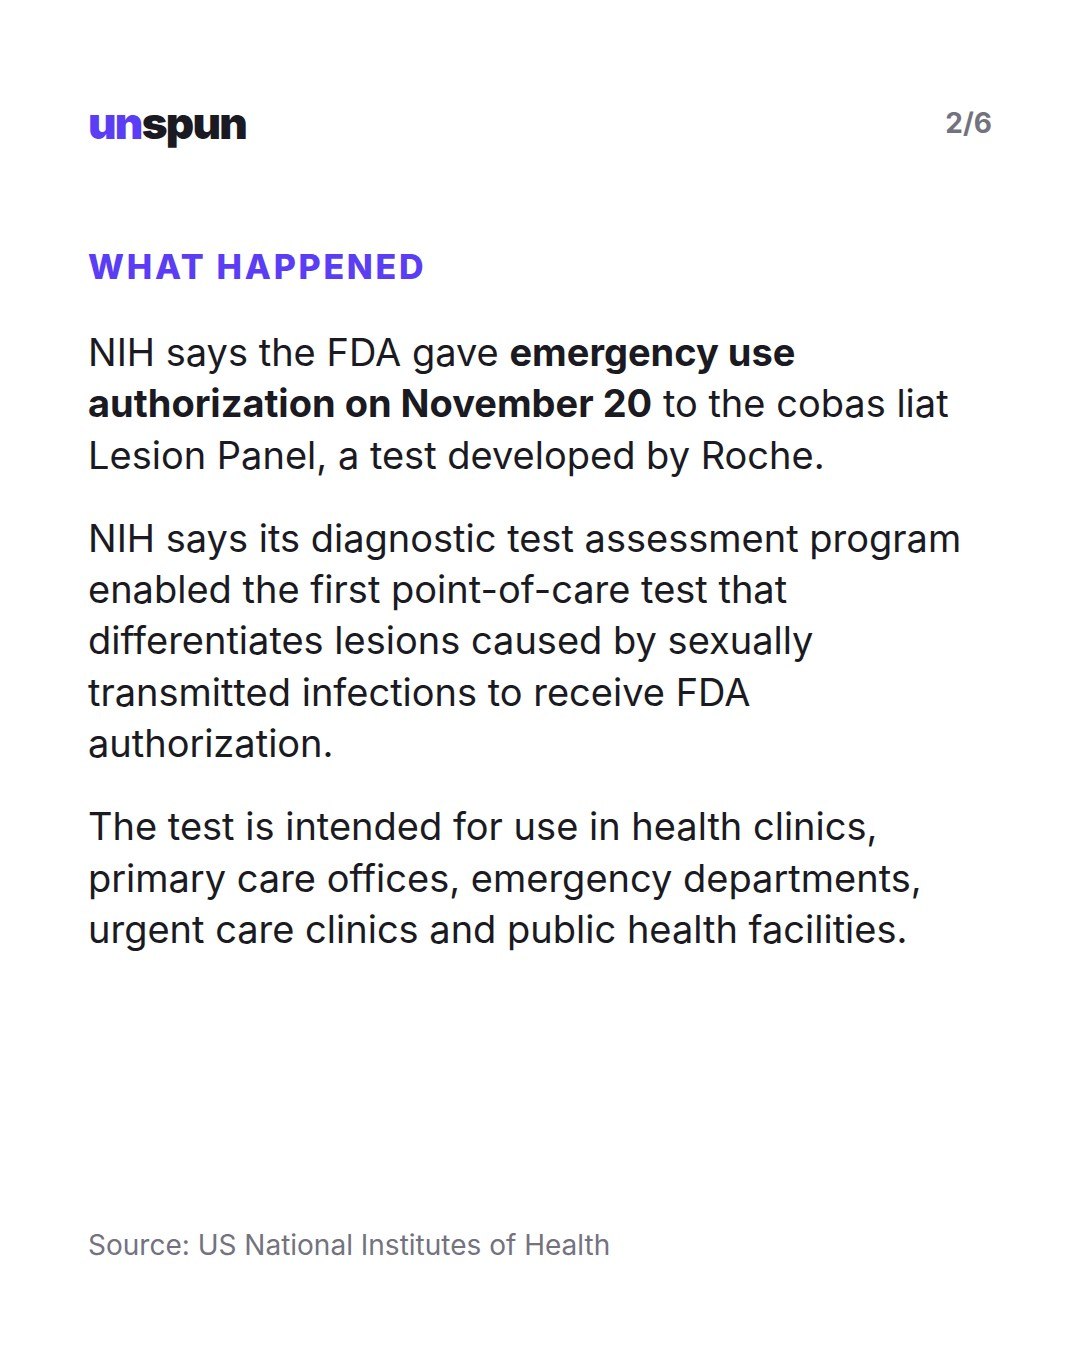 unspun
2/6
WHAT HAPPENED
NIH says the FDA gave emergency use
authorization on November 20 to the cobas liat
Lesion Panel, a test developed by Roche.
NIH says its diagnostic test assessment program
enabled the first point-of-care test that
differentiates lesions caused by sexually
transmitted infections to receive FDA
authorization.
The test is intended for use in health clinics,
primary care offices, emergency departments,
urgent care clinics and public health facilities.
Source: US National Institutes of Health